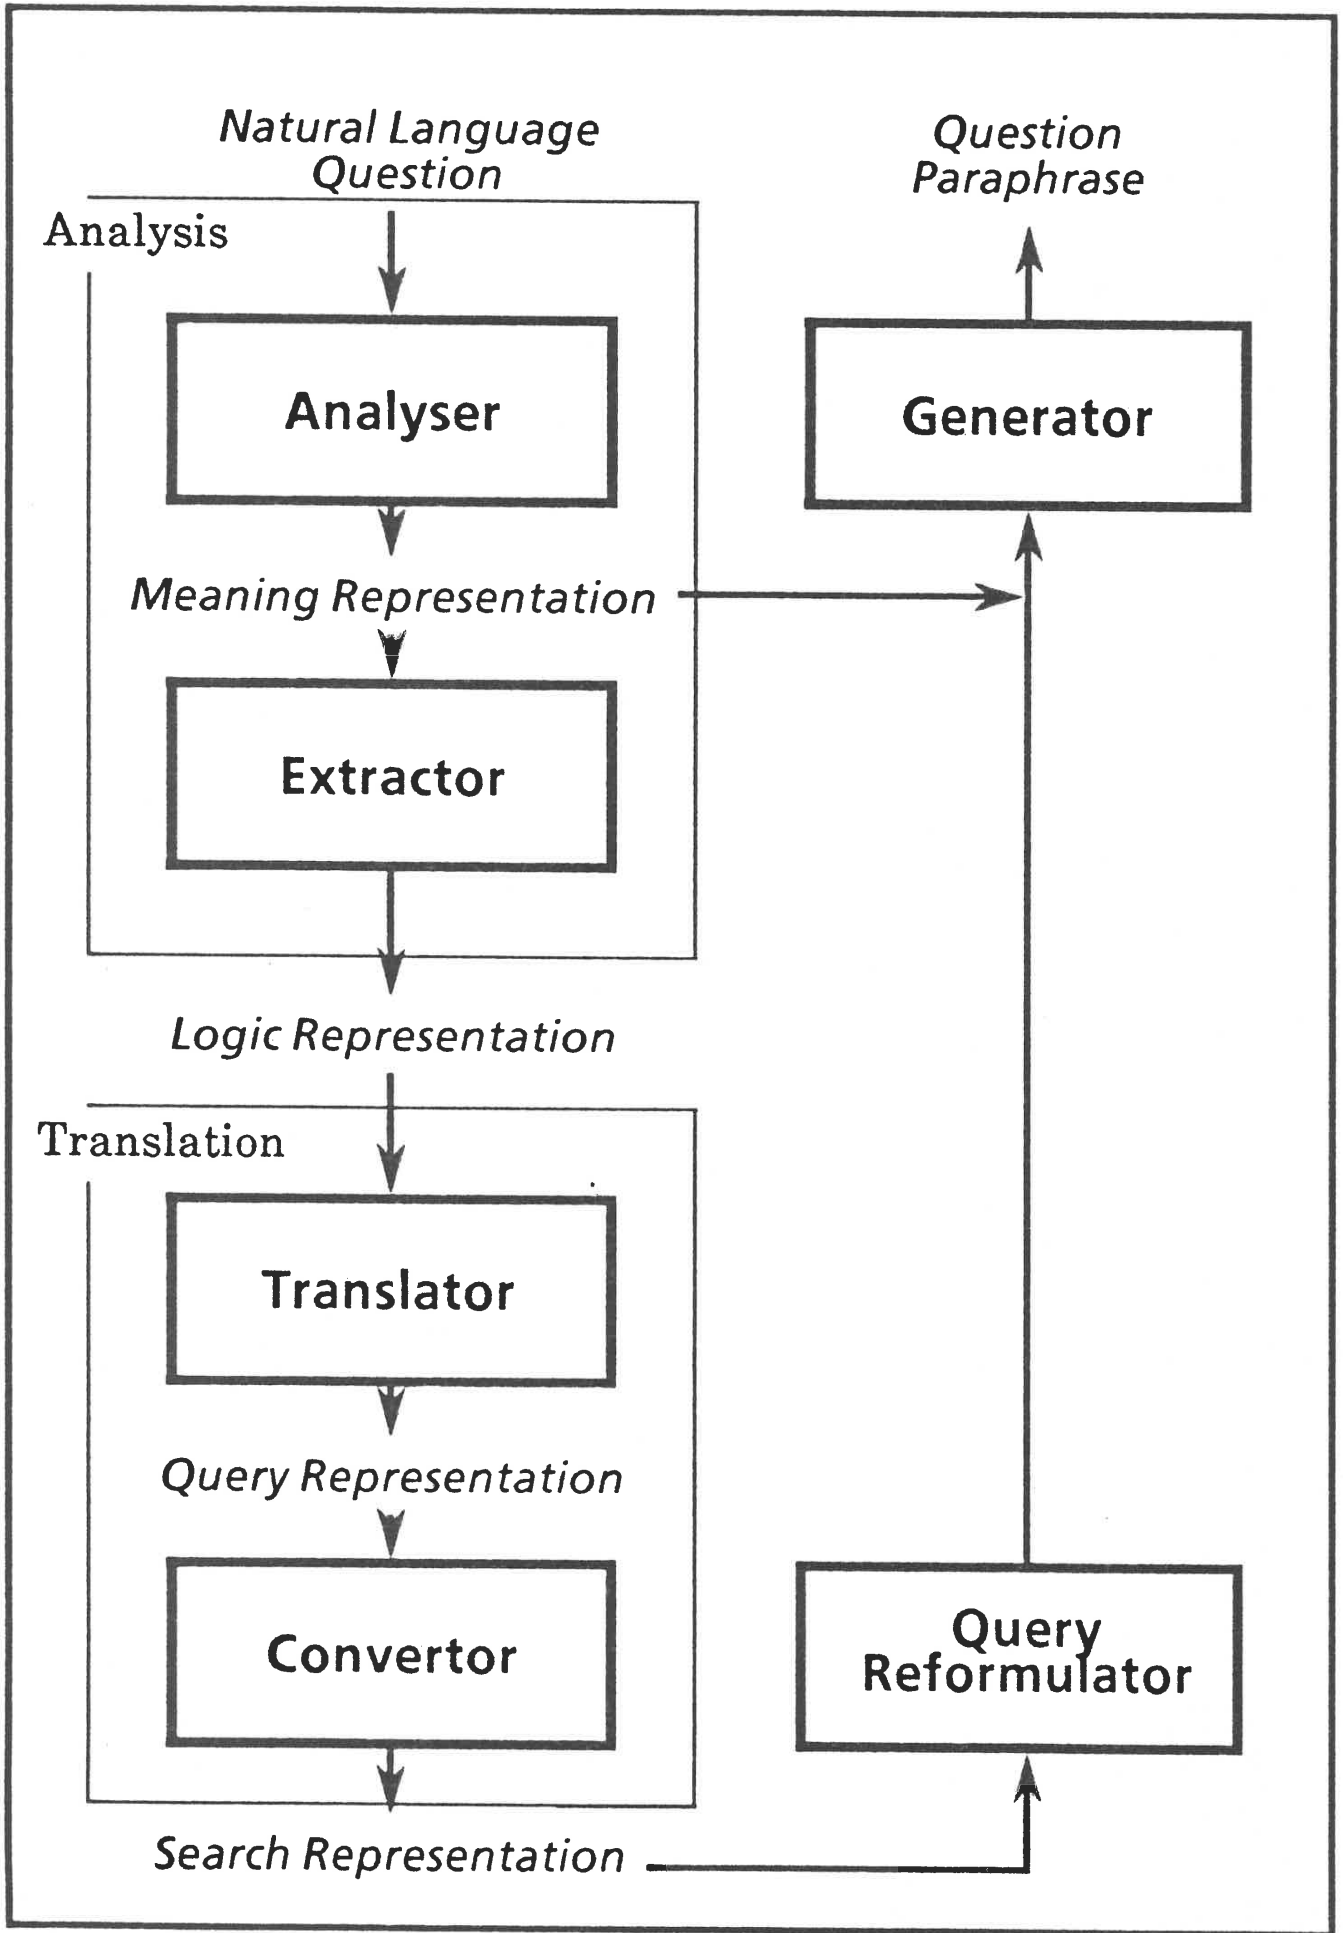 Natural Language
Question
Analysis
Analyser
Meaning Representation
Extractor
Logic Representation
Translation
Translator
Query Representation
Convertor
Search Representation
Question
Paraphrase
Generator
Query
Reformulator